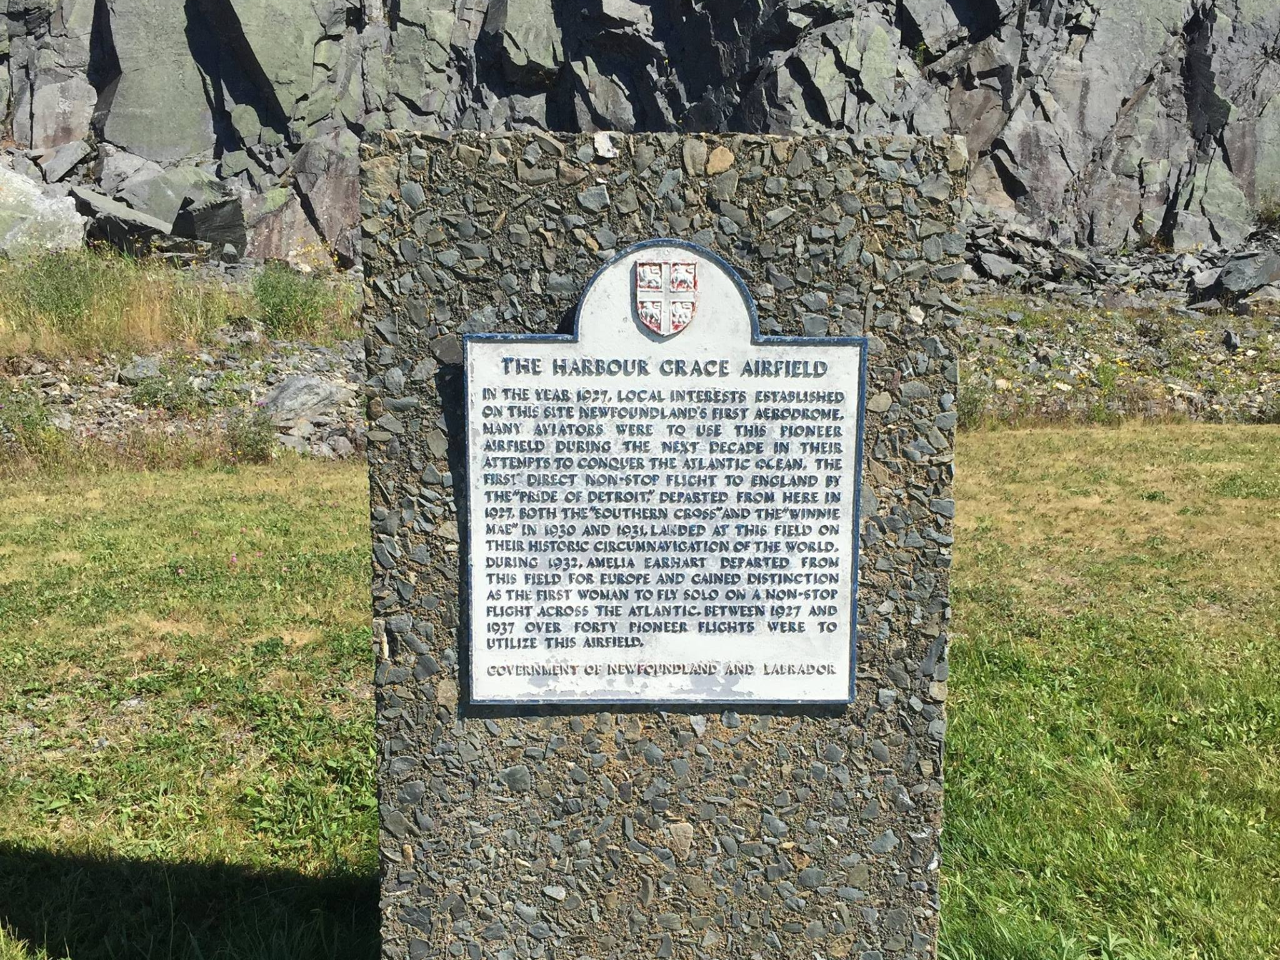 THE HARBOUR GRACE AIRFIELD
IN THE YEAR 1927, LOCAL INTERESTS ESTABLISHED
ON THIS SITE NEWFOUNDLAND'S FIRST AERODROME.
MANY AVIATORS WERE TO USE THIS PIONEER
AIRFIELD DURING THE NEXT DECADE IN THEIR
ATTEMPTS TO CONQUER THE ATLANTIC OCEAN. THE
FIRST DIRECT NON-STOP FLIGHT TO ENGLAND BY
THE "PRIDE OF DETROIT," DEPARTED FROM HERE IN
1927. BOTH THE "SOUTHERN CROSS" AND THE "WINNIE
MAE" IN 1930 AND 1931, LANDED AT THIS FIELD ON
THEIR HISTORIC CIRCUMNAVIGATION OF THE WORLD.
DURING 1932, AMELIA EARHART DEPARTED FROM
THIS FIELD FOR EUROPE AND GAINED DISTINCTION
AS THE FIRST WOMAN TO FLY SOLO ON A NON-STOP
FLIGHT ACROSS THE ATLANTIC. BETWEEN 1927 AND
1937 OVER FORTY PIONEER FLIGHTS WERE TO
UTILIZE THIS AIRFIELD.
GOVERNMENT OF NEWFOUNDLAND AND LABRADOR